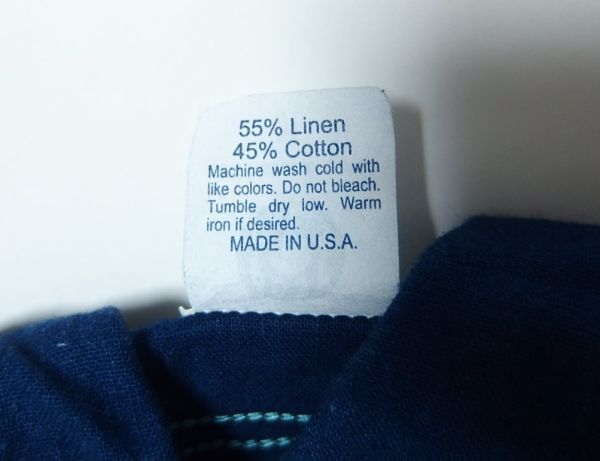 55% Linen
45% Cotton
Machine wash cold with
like colors. Do not bleach.
Tumble dry low. Warm
iron if desired.
MADE IN U.S.A.